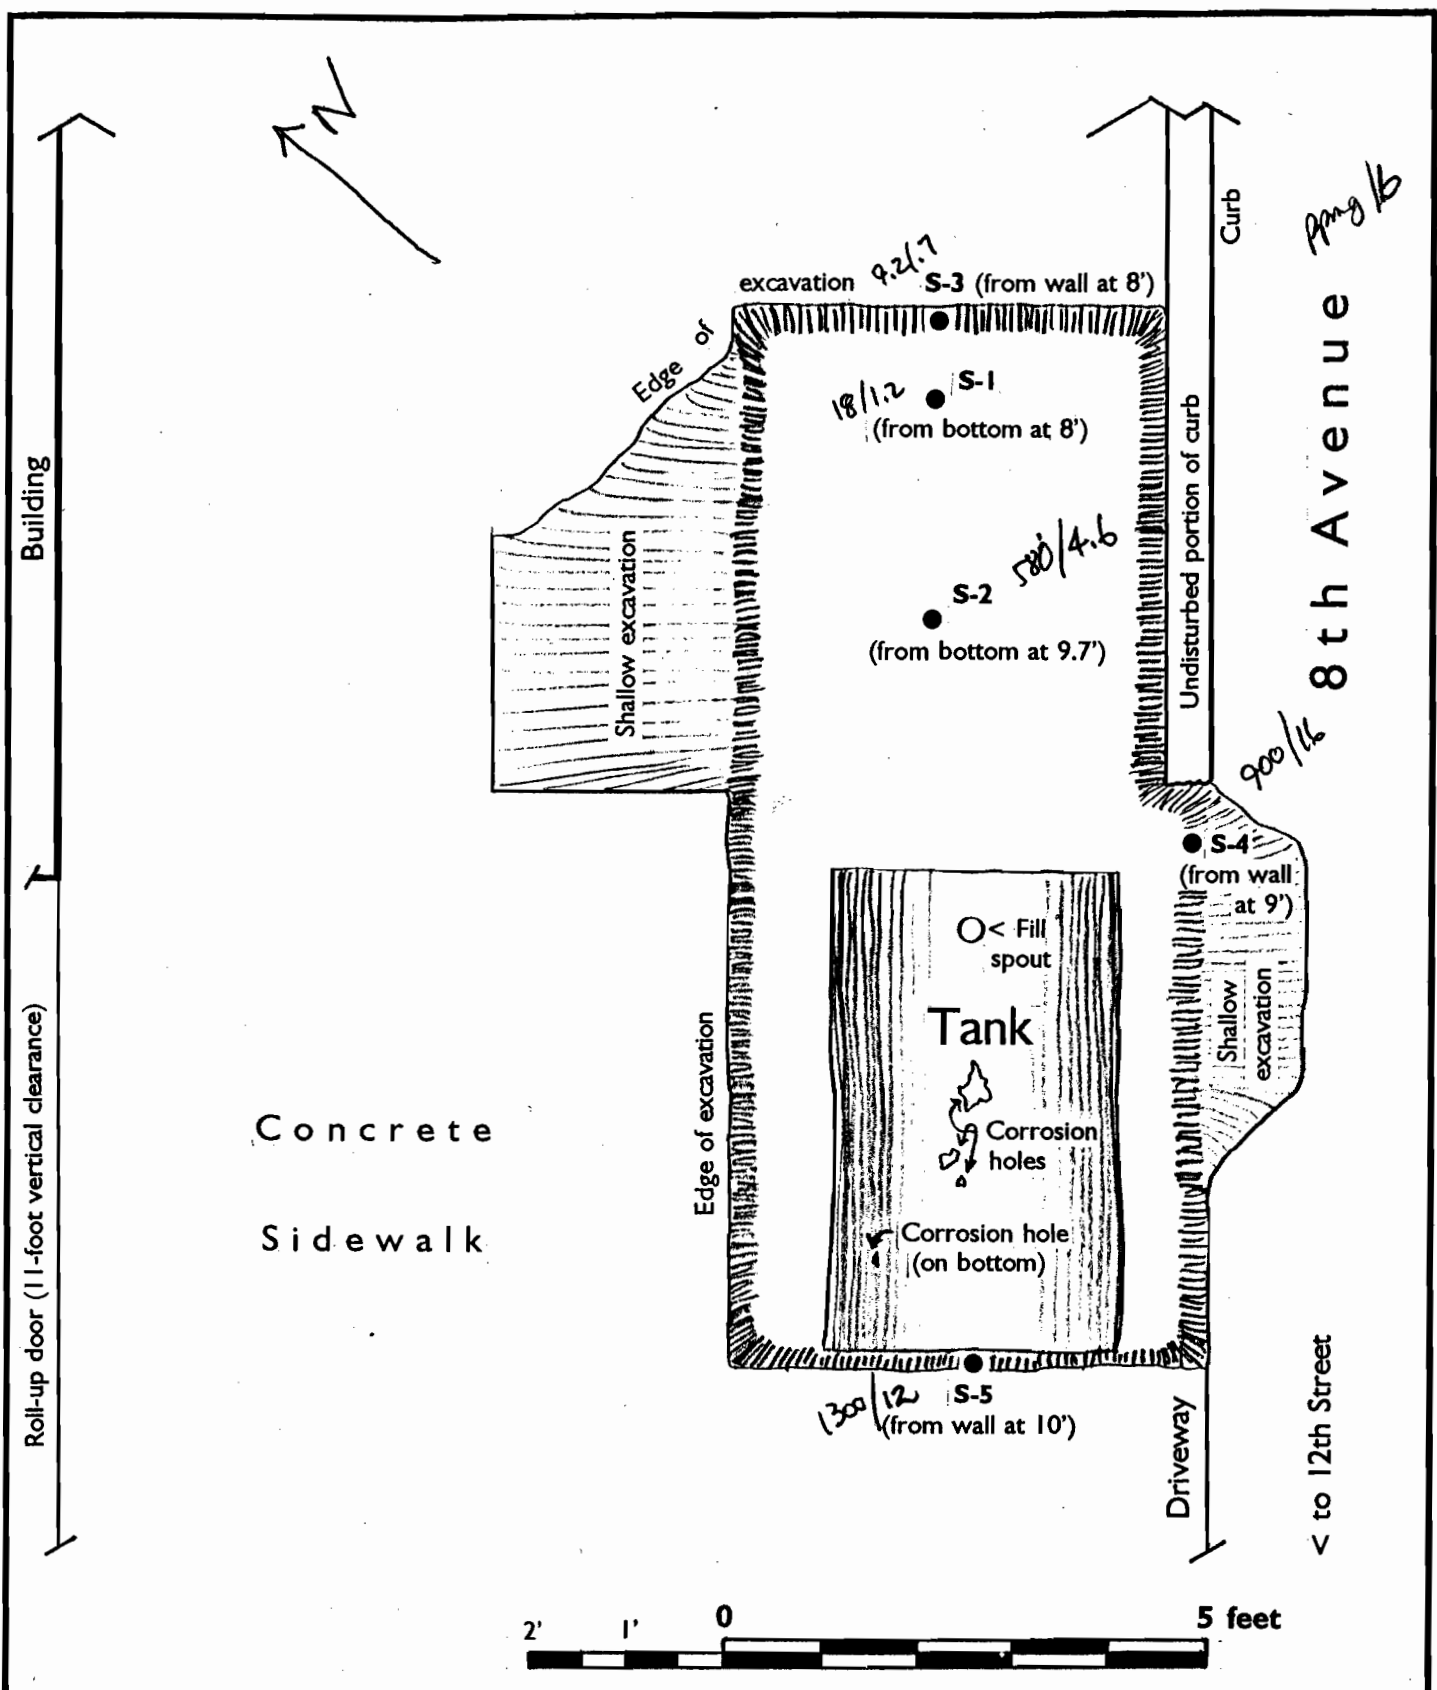 N
Curb
excavation 9.2/.7 S-3 (from wall at 8')
Edge of
18/1.2
S-1
(from bottom at 8')
Building
Shallow excavation
580/4.6
S-2
(from bottom at 9.7')
Undisturbed portion of curb
8th Avenue
900/16
S-4
(from wall
at 9')
< Fill
spout
Tank
Shallow
excavation
Edge of excavation
Corrosion
holes
Concrete
Sidewalk
Corrosion hole
(on bottom)
Roll-up door (11-foot vertical clearance)
1300/12
S-5
(from wall at 10')
Driveway
< to 12th Street
2' 1' 0 5 feet